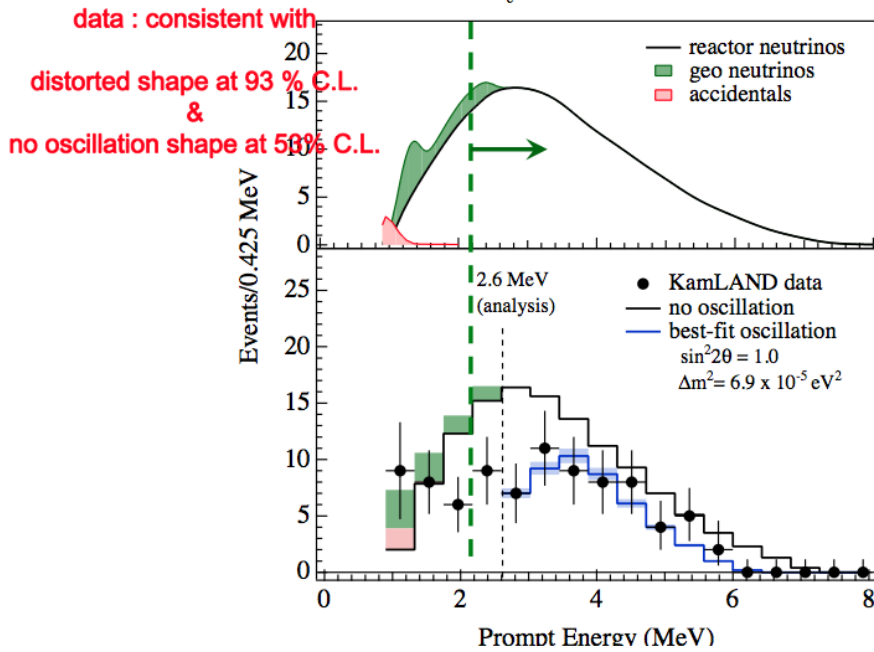 data : consistent with
distorted shape at 93 % C.L.
&
no oscillation shape at 53% C.L.
reactor neutrinos
geo neutrinos
accidentals
20
15
10
5
0
Events/0.425 MeV
2.6 MeV
(analysis)
KamLAND data
no oscillation
best-fit oscillation
sin²2θ = 1.0
Δm²= 6.9 x 10⁻⁵ eV²
25
20
15
10
5
0
0 2 4 6 8
Prompt Energy (MeV)